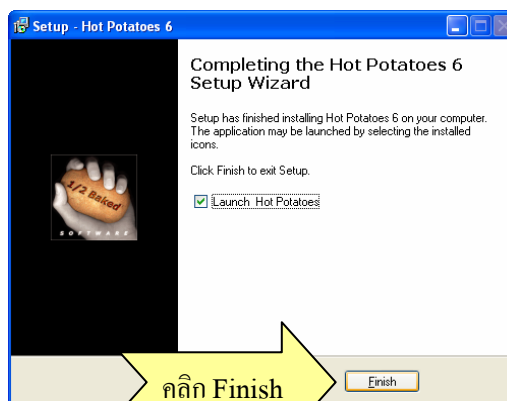 Setup - Hot Potatoes 6
Completing the Hot Potatoes 6
Setup Wizard
Setup has finished installing Hot Potatoes 6 on your computer.
The application may be launched by selecting the installed
icons.
Click Finish to exit Setup.
Launch Hot Potatoes
1/2 Baked
SOFTWARE
คลิก Finish
Finish